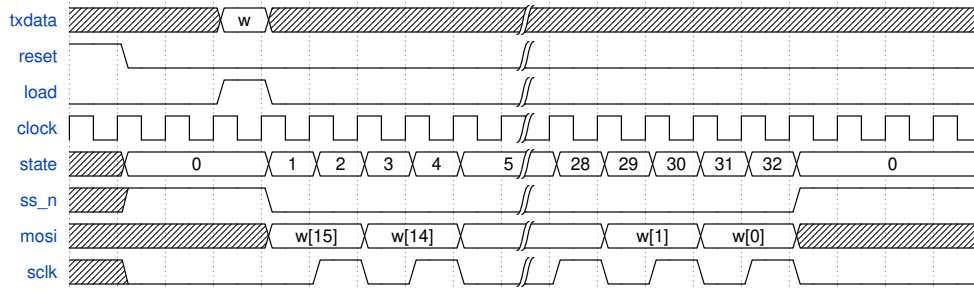 txdata w
reset
load
clock
state 0 1 2 3 4 5 28 29 30 31 32 0
ss_n
mosi w[15] w[14] w[1] w[0]
sclk